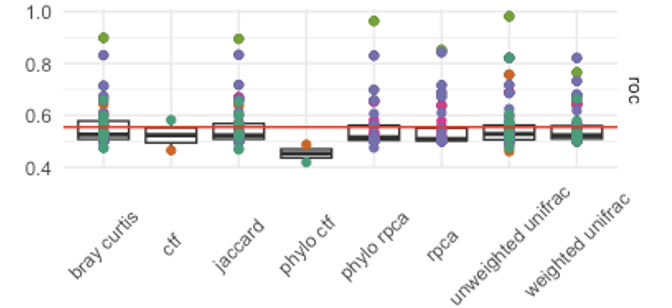 1.0
0.8
0.6
0.4
roc
bray curtis
ctf
jaccard
phylo ctf
phylo rpca
rpca
unweighted unifrac
weighted unifrac